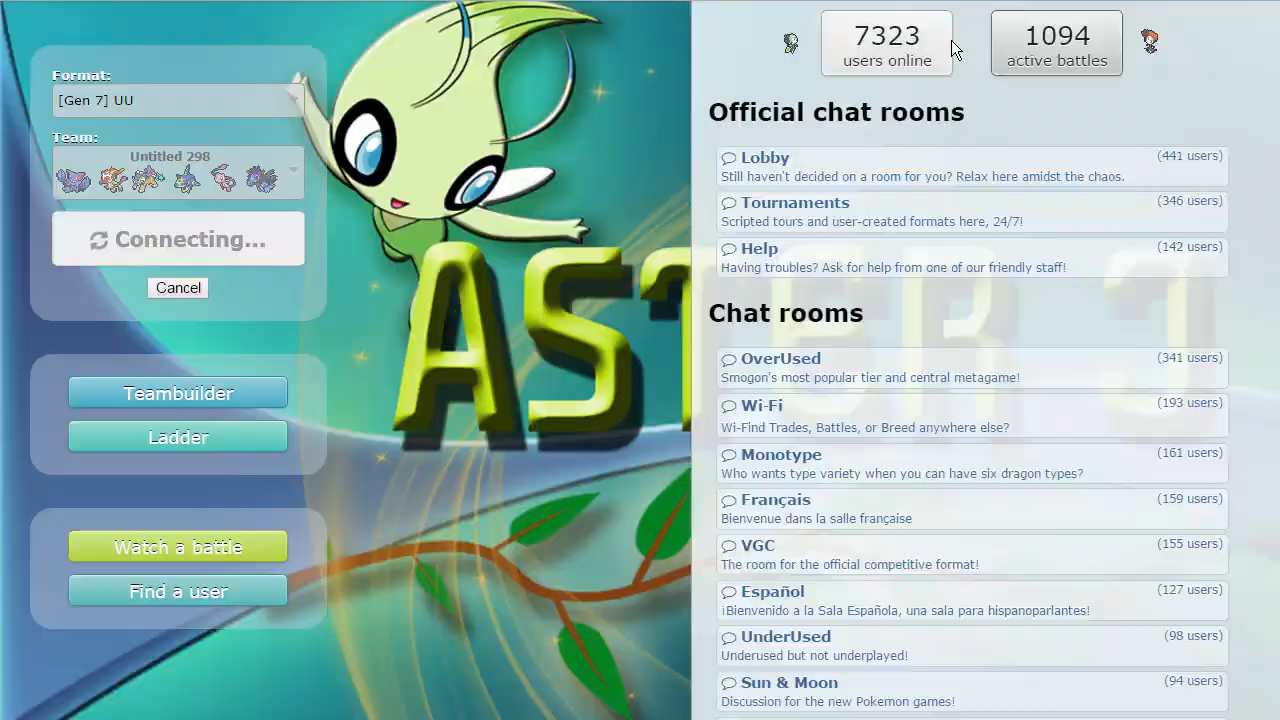 Format:
[Gen 7] UU
Team:
Untitled 298
Connecting...
Cancel
Teambuilder
Ladder
Watch a battle
Find a user
ASTER J
7323
users online
1094
active battles
Official chat rooms
Lobby (441 users)
Still haven't decided on a room for you? Relax here amidst the chaos.
Tournaments (346 users)
Scripted tours and user-created formats here, 24/7!
Help (142 users)
Having troubles? Ask for help from one of our friendly staff!
Chat rooms
OverUsed (341 users)
Smogon's most popular tier and central metagame!
Wi-Fi (193 users)
Wi-Find Trades, Battles, or Breed anywhere else?
Monotype (161 users)
Who wants type variety when you can have six dragon types?
Français (159 users)
Bienvenue dans la salle française
VGC (155 users)
The room for the official competitive format!
Español (127 users)
¡Bienvenido a la Sala Española, una sala para hispanoparlantes!
UnderUsed (98 users)
Underused but not underplayed!
Sun & Moon (94 users)
Discussion for the new Pokemon games!